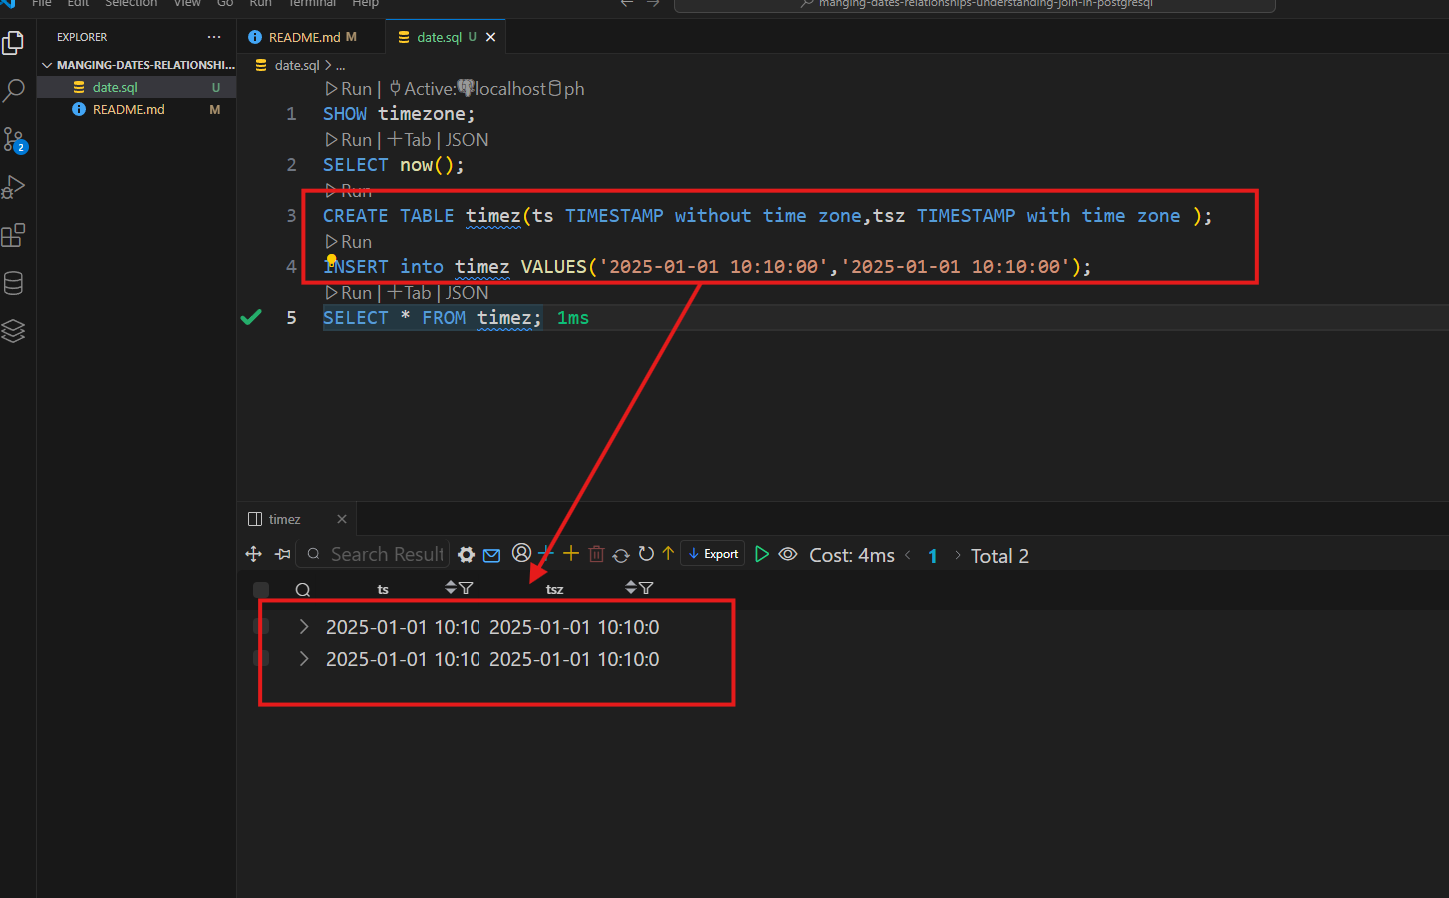 File Edit Selection View Go Run Terminal Help
manging-dates-relationships-understanding-join-in-postgresql
EXPLORER
MANGING-DATES-RELATIONSHI...
date.sql U
README.md M
2
README.md M
date.sql U
date.sql > ...
Run | Active: localhost ph
1 SHOW timezone;
Run | +Tab | JSON
2 SELECT now();
Run
3 CREATE TABLE timez(ts TIMESTAMP without time zone,tsz TIMESTAMP with time zone );
Run
4 INSERT into timez VALUES('2025-01-01 10:10:00','2025-01-01 10:10:00');
Run | +Tab | JSON
5 SELECT * FROM timez; 1ms
timez
Search Result Export Cost: 4ms < 1 > Total 2
ts tsz
2025-01-01 10:10 2025-01-01 10:10:0
2025-01-01 10:10 2025-01-01 10:10:0